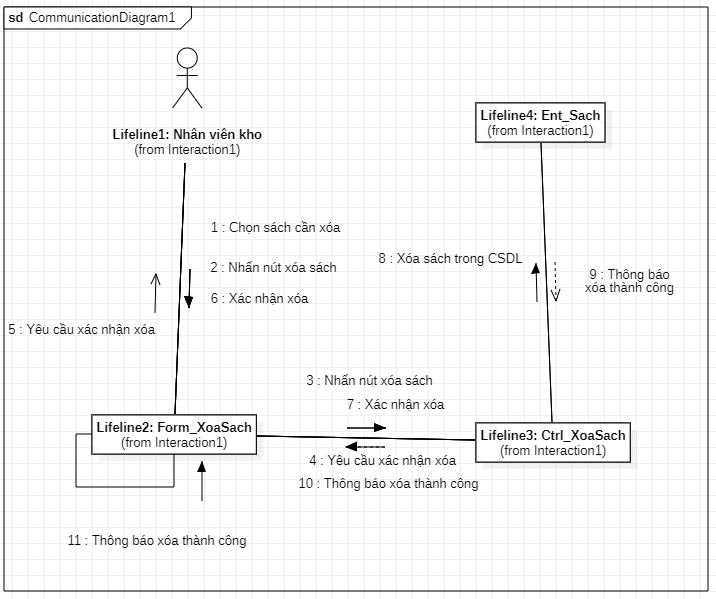 sd CommunicationDiagram1
Lifeline1: Nhân viên kho
(from Interaction1)
Lifeline4: Ent_Sach
(from Interaction1)
1 : Chọn sách cần xóa
2 : Nhấn nút xóa sách
6 : Xác nhận xóa
5 : Yêu cầu xác nhận xóa
8 : Xóa sách trong CSDL
9 : Thông báo
xóa thành công
3 : Nhấn nút xóa sách
7 : Xác nhận xóa
Lifeline2: Form_XoaSach
(from Interaction1)
Lifeline3: Ctrl_XoaSach
(from Interaction1)
4 : Yêu cầu xác nhận xóa
10 : Thông báo xóa thành công
11 : Thông báo xóa thành công